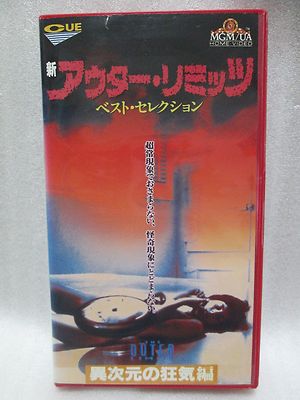 CUE
MGM/UA
HOME VIDEO
新アウター・リミッツ
ベスト・セレクション
超常現象でおさまらない、怪奇現象にとどまらない。
OUTER
異次元の狂気編